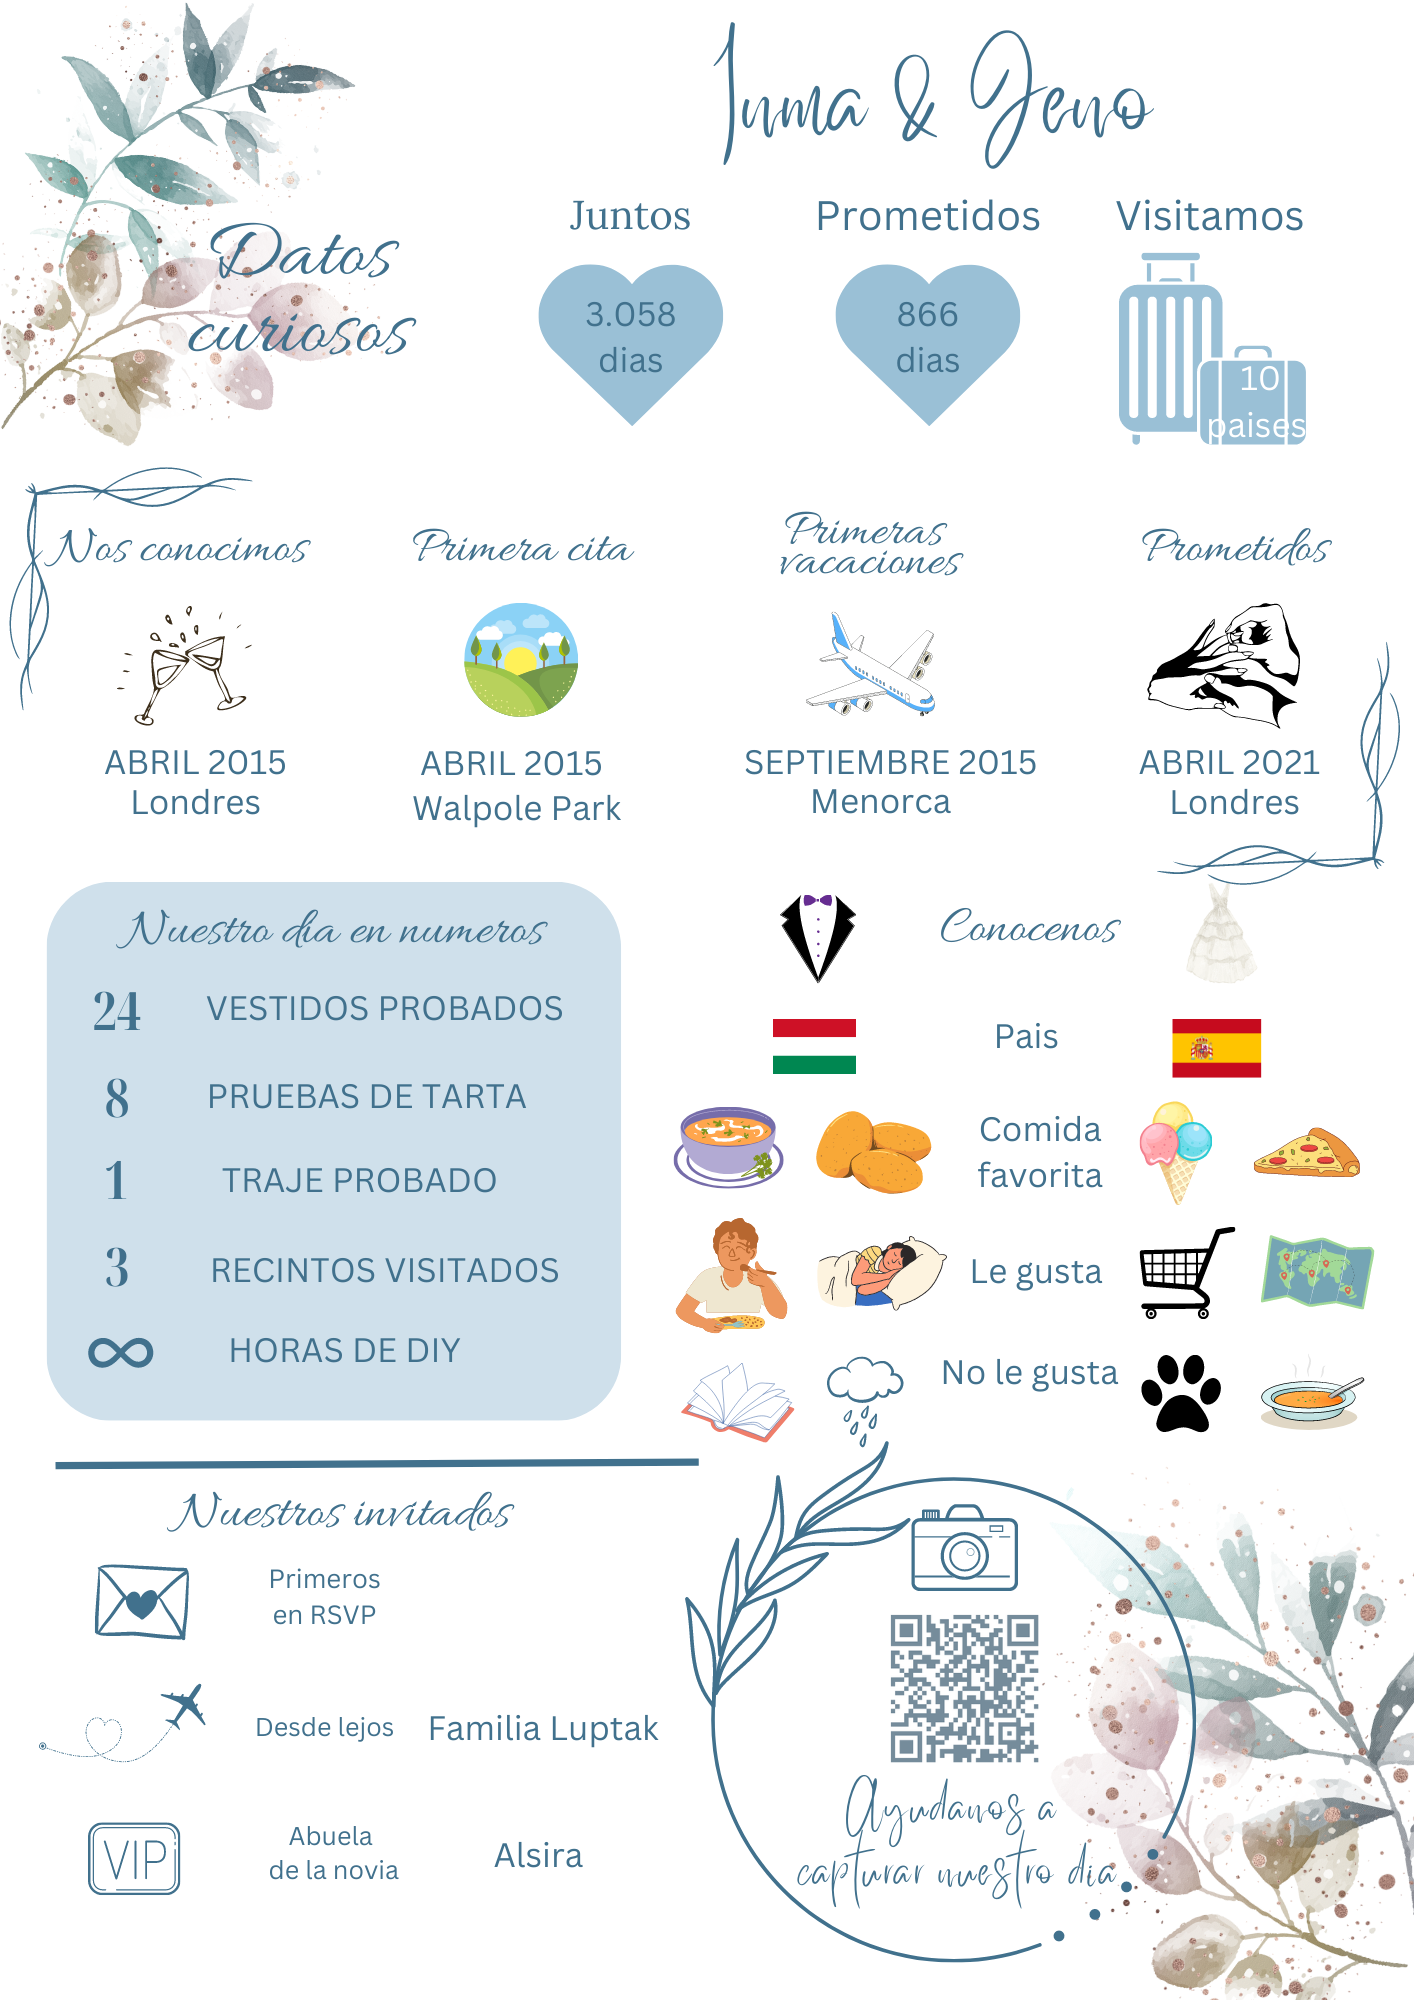 Inma & Jeno
Datos
curiosos
Juntos
Prometidos
Visitamos
3.058
dias
866
dias
10
paises
Nos conocimos
Primera cita
Primeras
vacaciones
Prometidos
ABRIL 2015
Londres
ABRIL 2015
Walpole Park
SEPTIEMBRE 2015
Menorca
ABRIL 2021
Londres
Nuestro día en numeros
24 VESTIDOS PROBADOS
8 PRUEBAS DE TARTA
1 TRAJE PROBADO
3 RECINTOS VISITADOS
∞ HORAS DE DIY
Conocenos
Pais
Comida
favorita
Le gusta
No le gusta
Nuestros invitados
Primeros
en RSVP
Desde lejos Familia Luptak
VIP
Abuela
de la novia
Alsira
Ayudanos a
capturar nuestro dia